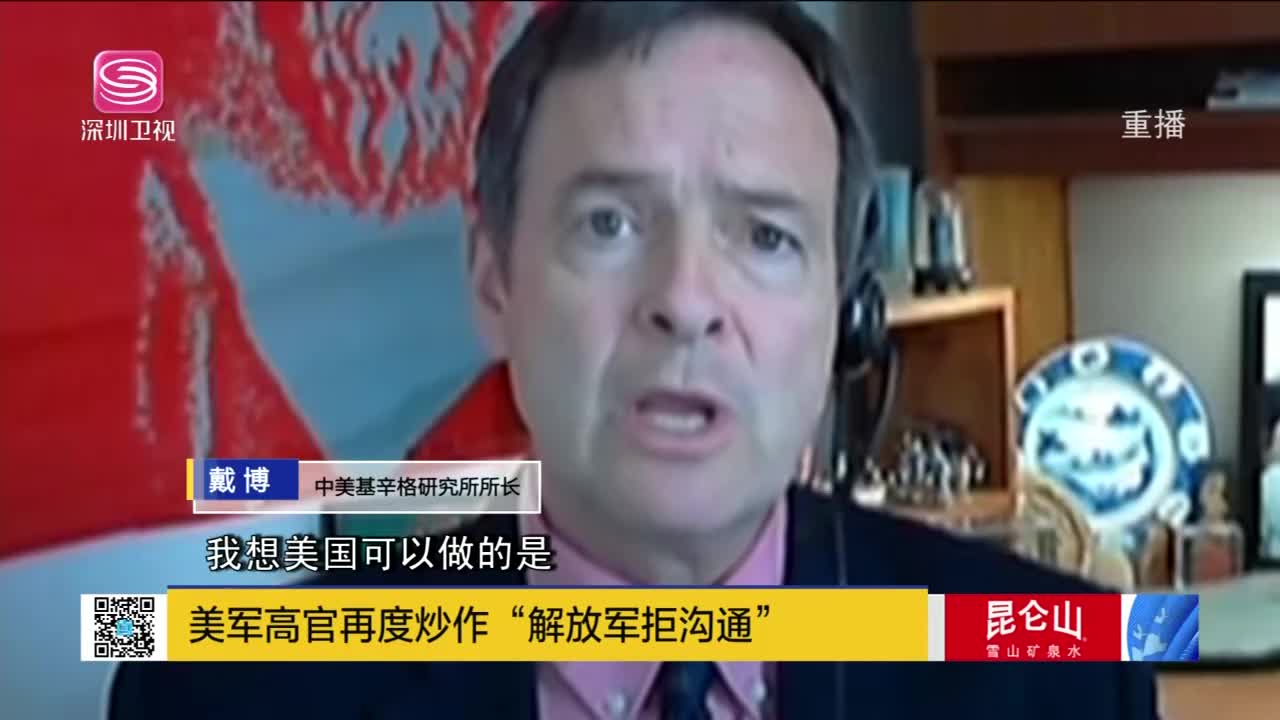 深圳卫视
重播
戴博
中美基辛格研究所所长
我想美国可以做的是
美军高官再度炒作“解放军拒沟通”
昆仑山
雪山矿泉水